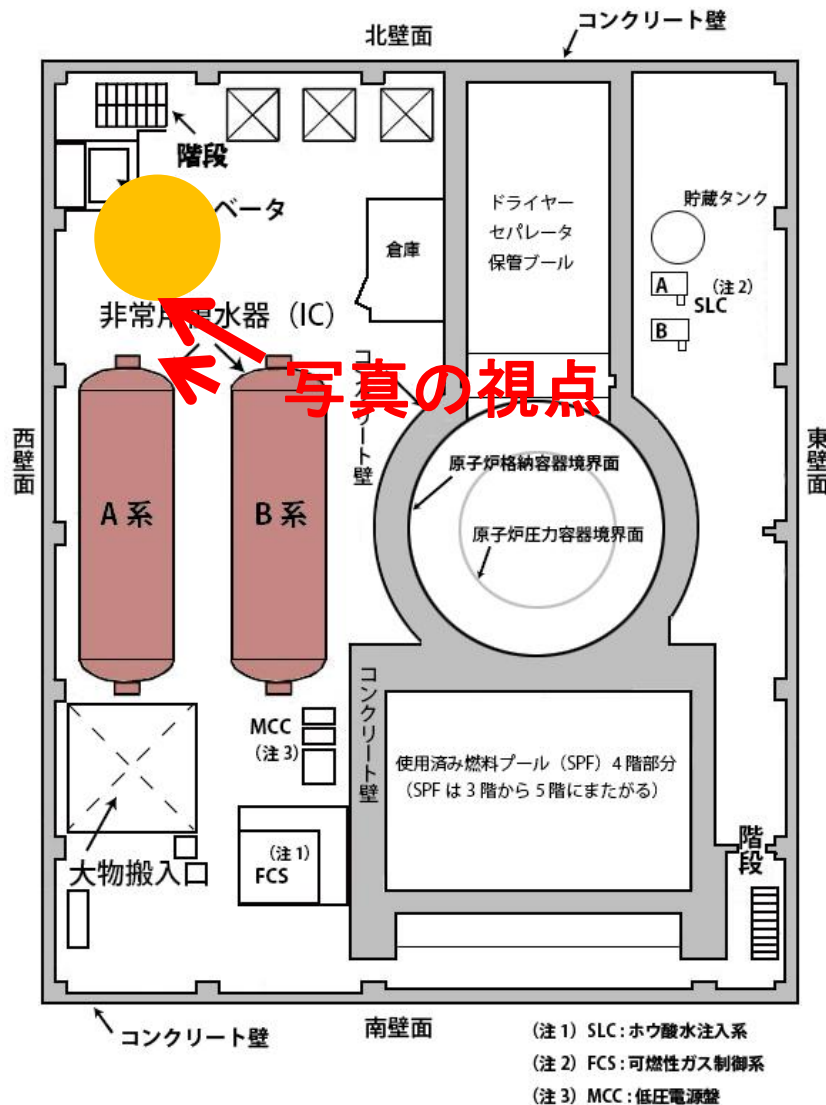 コンクリート壁
北壁面
階段
ベータ
倉庫
ドライヤー
セパレータ
保管プール
貯蔵タンク
A
(注 2)
SLC
B
非常用
水器（IC）
写真の視点
コンクリート壁
西壁面
東壁面
原子炉格納容器境界面
原子炉圧力容器境界面
A 系
B 系
コンクリート壁
MCC
(注 3)
使用済み燃料プール（SPF）4 階部分
（SPF は 3 階から 5 階にまたがる）
(注 1)
FCS
大物搬入口
階段
コンクリート壁
南壁面
(注 1) SLC : ホウ酸水注入系
(注 2) FCS : 可燃性ガス制御系
(注 3) MCC : 低圧電源盤